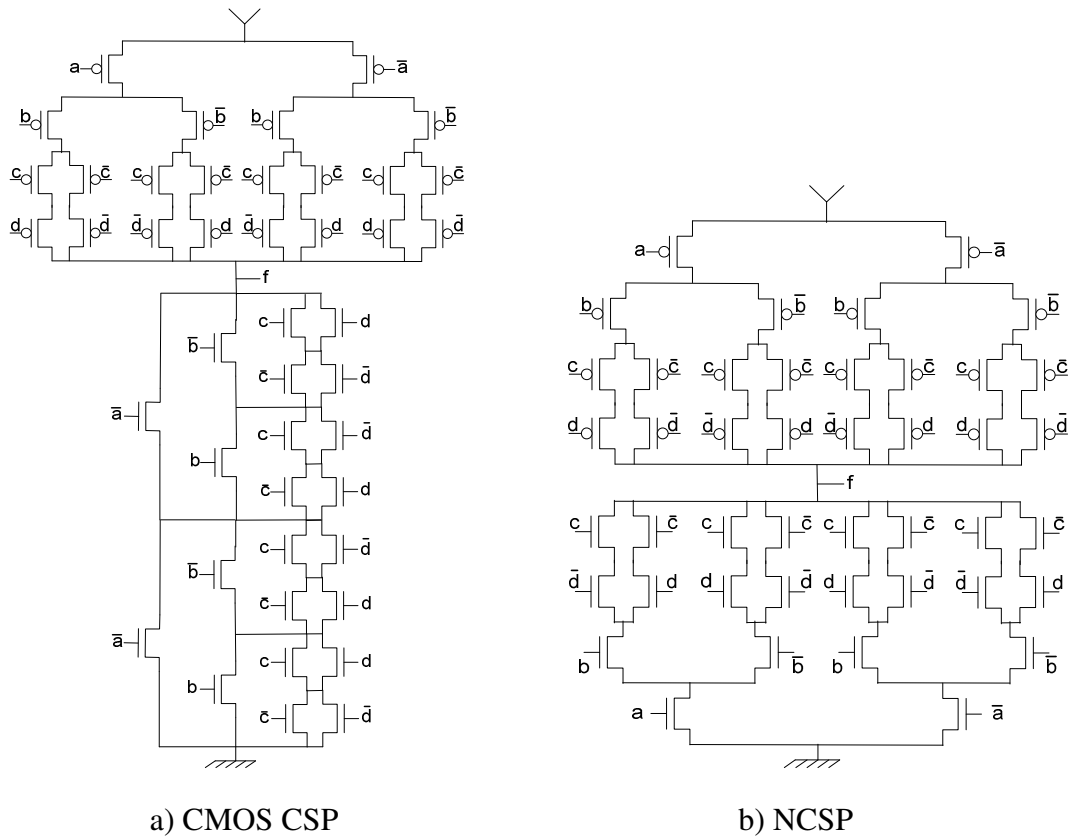 a a̅
b b̅ b b̅
c c̅ c c̅ c c̅ c c̅
d d̅ d̅ d d̅ d d d̅
f
c d
b̅
c̅ d̅
a̅
c d̅
b
c̅ d
c d̅
b̅
c̅ d
a̅
c d
b
c̅ d̅
a a̅
b b̅ b b̅
c c̅ c c̅ c c̅ c c̅
d d̅ d̅ d d̅ d d d̅
f
c c̅ c c̅ c c̅ c c̅
d̅ d d d̅ d d̅ d̅ d
b b̅ b b̅
a a̅
a) CMOS CSP
b) NCSP